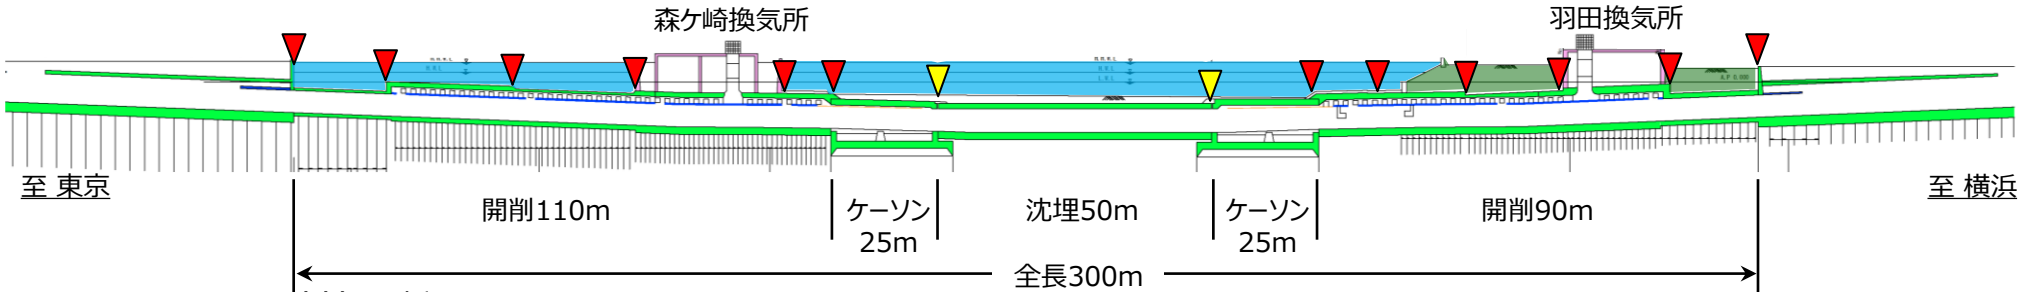 森ケ崎換気所
羽田換気所
至 東京
至 横浜
開削110m
ケーソン
25m
沈埋50m
ケーソン
25m
開削90m
全長300m